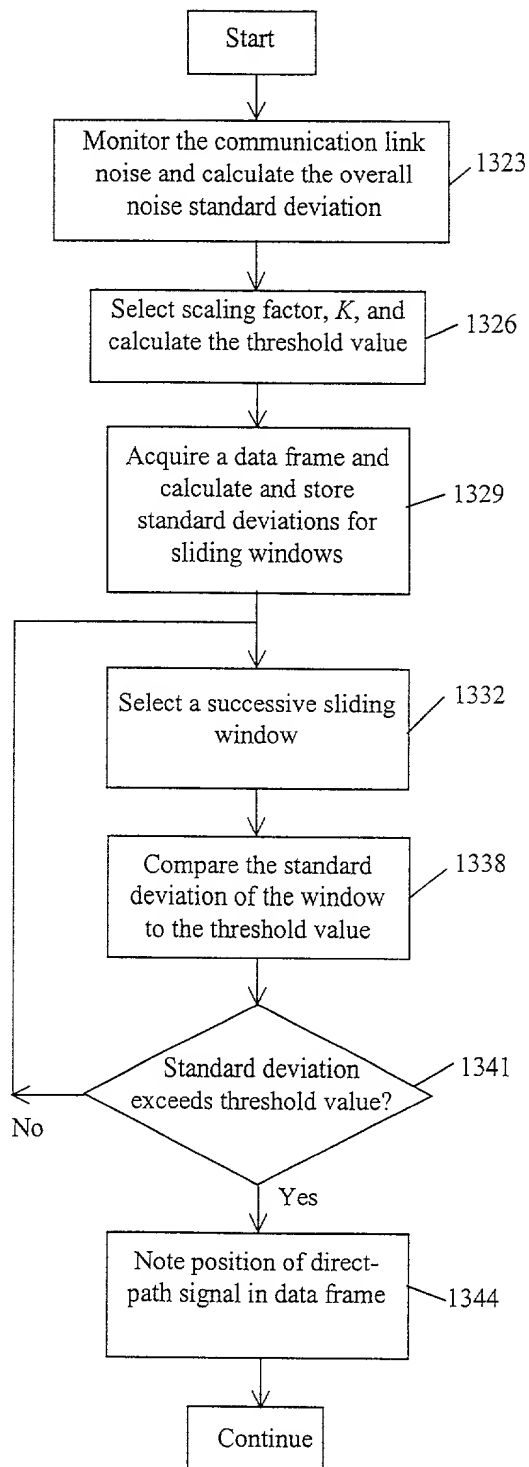 Start
Monitor the communication link
noise and calculate the overall
noise standard deviation
1323
Select scaling factor, K, and
calculate the threshold value
1326
Acquire a data frame and
calculate and store
standard deviations for
sliding windows
1329
Select a successive sliding
window
1332
Compare the standard
deviation of the window
to the threshold value
1338
Standard deviation
exceeds threshold value?
1341
No
Yes
Note position of direct-
path signal in data frame
1344
Continue